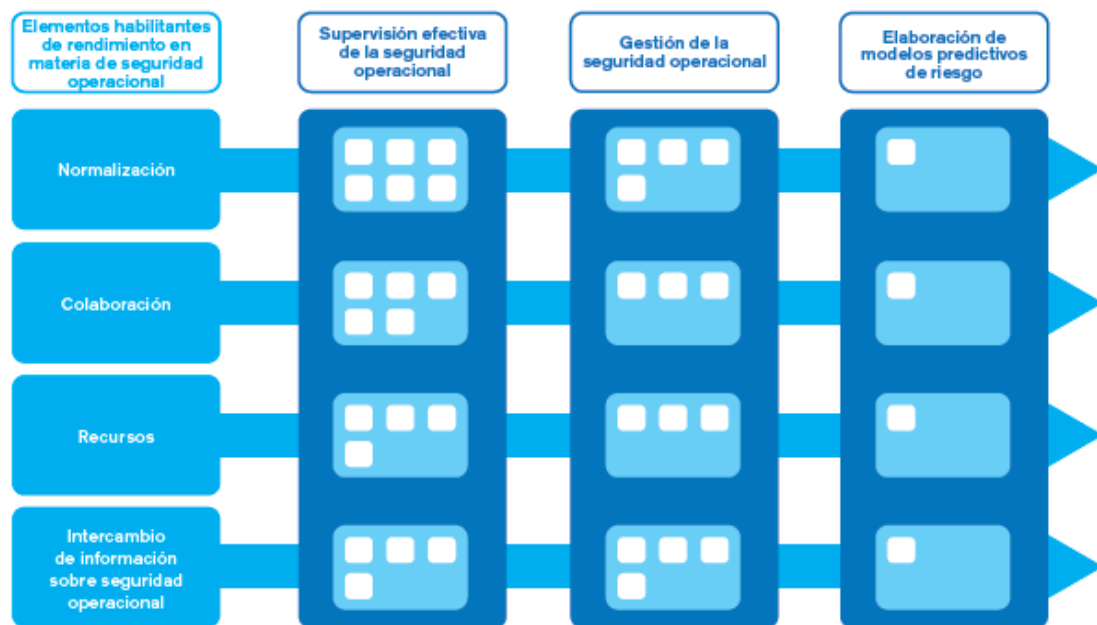 Elementos habilitantes
de rendimiento en
materia de seguridad
operacional
Supervisión efectiva
de la seguridad
operacional
Gestión de la
seguridad operacional
Elaboración de
modelos predictivos
de riesgo
Normalización
Colaboración
Recursos
Intercambio
de información
sobre seguridad
operacional